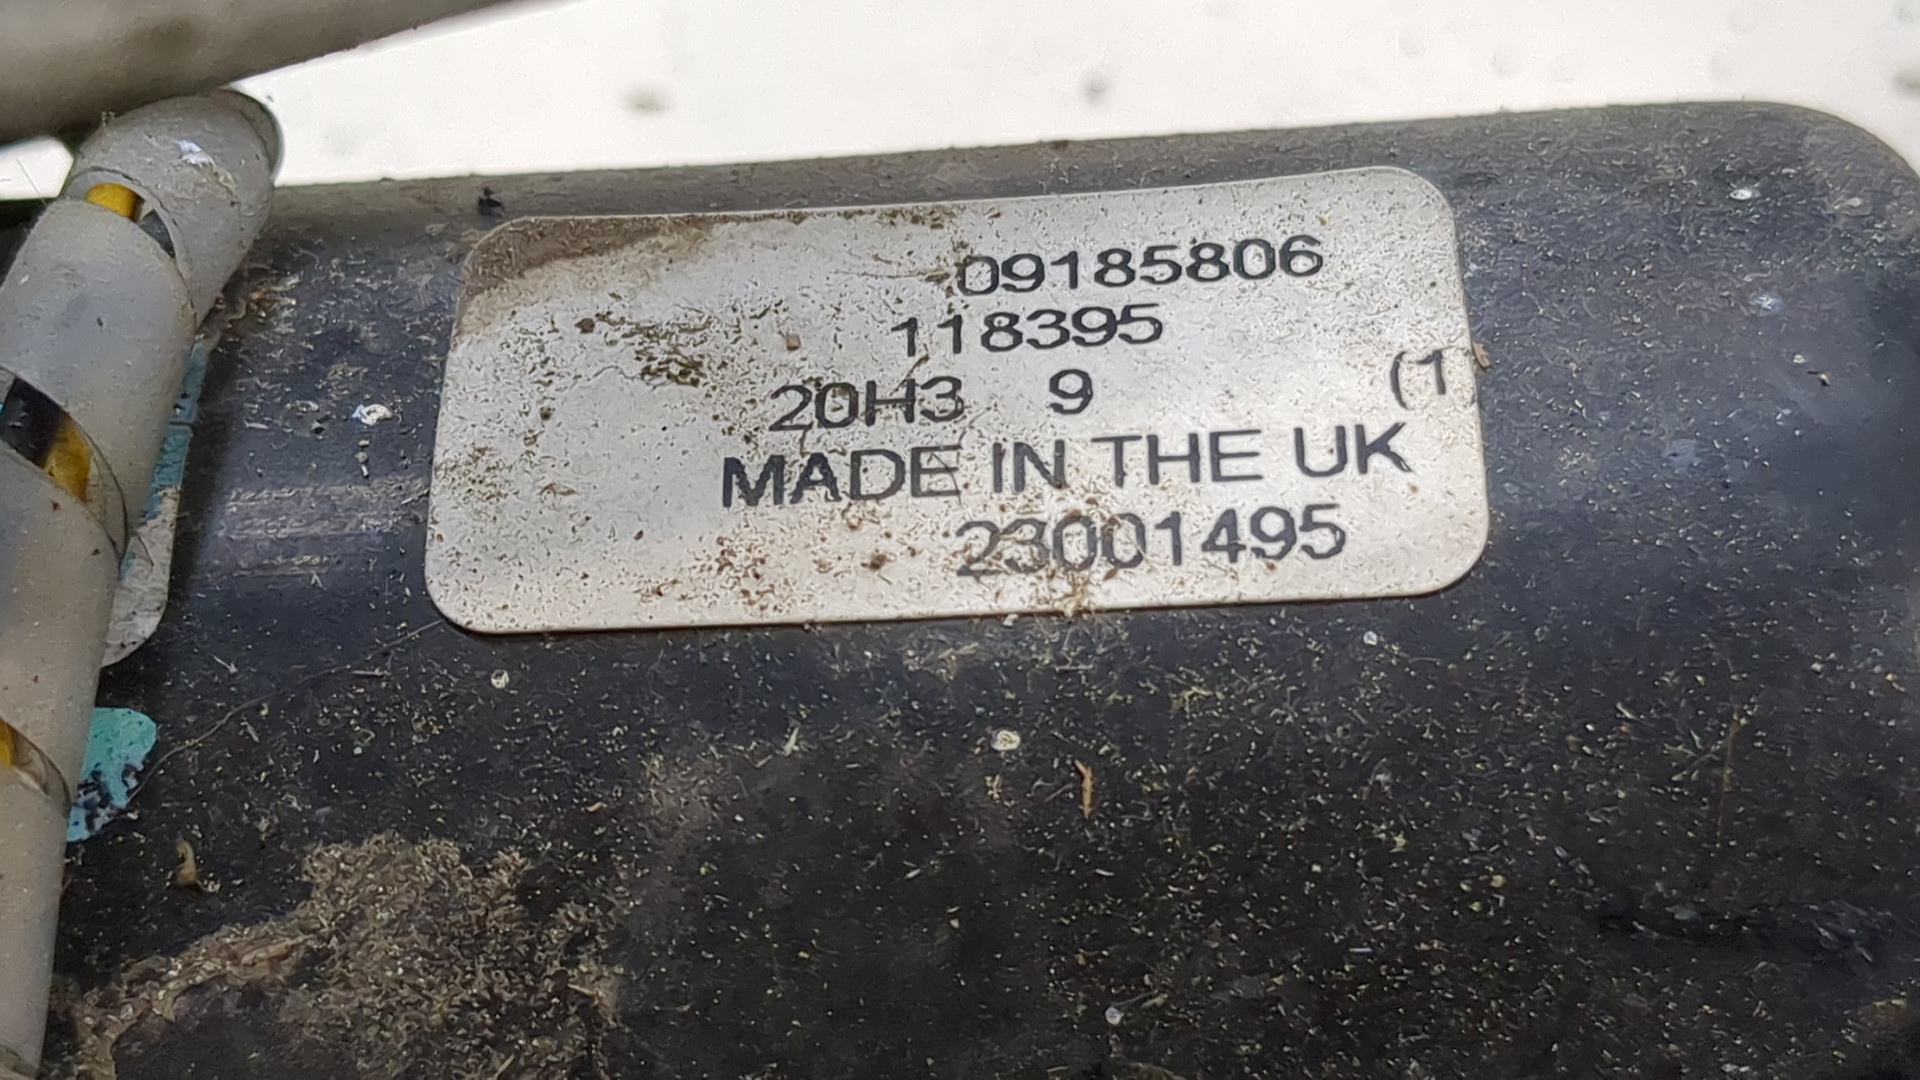 09185806
118395
20H3 9 (1
MADE IN THE UK
23001495